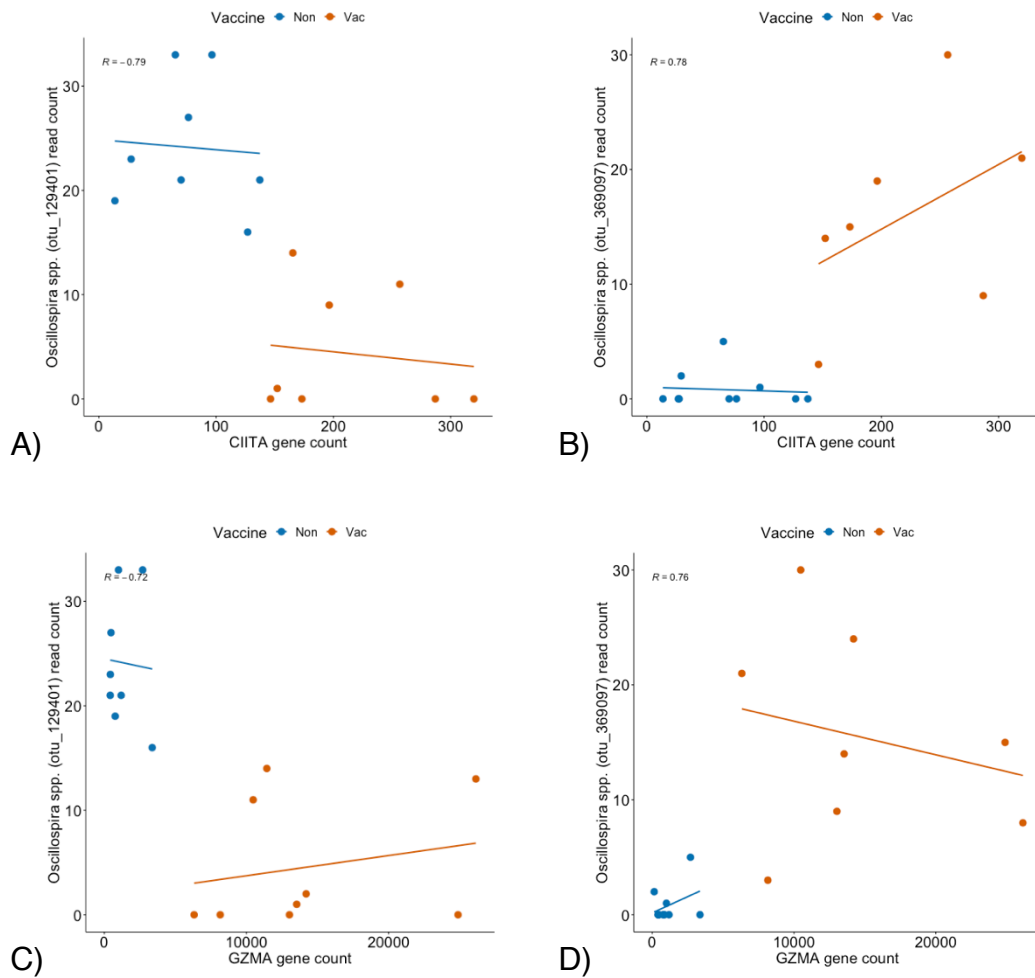 Vaccine Non Vac
R = −0.79
Oscillospira spp. (otu_129401) read count
30
20
10
0
0 100 200 300
CIITA gene count
A)
Vaccine Non Vac
R = 0.78
Oscillospira spp. (otu_369097) read count
30
20
10
0
0 100 200 300
CIITA gene count
B)
Vaccine Non Vac
R = −0.72
Oscillospira spp. (otu_129401) read count
30
20
10
0
0 10000 20000
GZMA gene count
C)
Vaccine Non Vac
R = 0.76
Oscillospira spp. (otu_369097) read count
30
20
10
0
0 10000 20000
GZMA gene count
D)